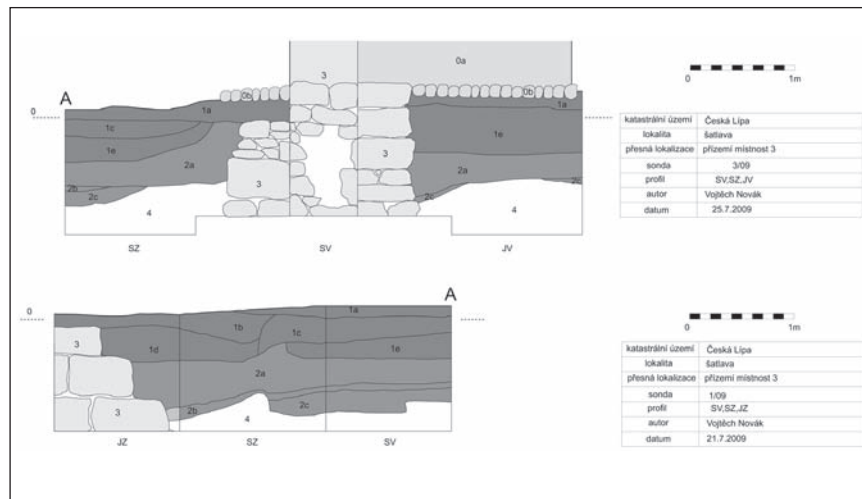 3
0a
A
0b
0b
0
1a
1a
1c
1e
1e
2a
3
3
2a
2b
2c
4
2b
2c
4
SZ
SV
JV
0 1m
katastrální území Česká Lípa
lokalita šatlava
přesná lokalizace přízemí místnost 3
sonda 3/09
profil SV,SZ,JV
autor Vojtěch Novák
datum 25.7.2009
A
0
1a
1b
1c
3
1d
1e
2a
3
2b
4
2c
JZ
SZ
SV
0 1m
katastrální území Česká Lípa
lokalita šatlava
přesná lokalizace přízemí místnost 3
sonda 1/09
profil SV,SZ,JZ
autor Vojtěch Novák
datum 21.7.2009